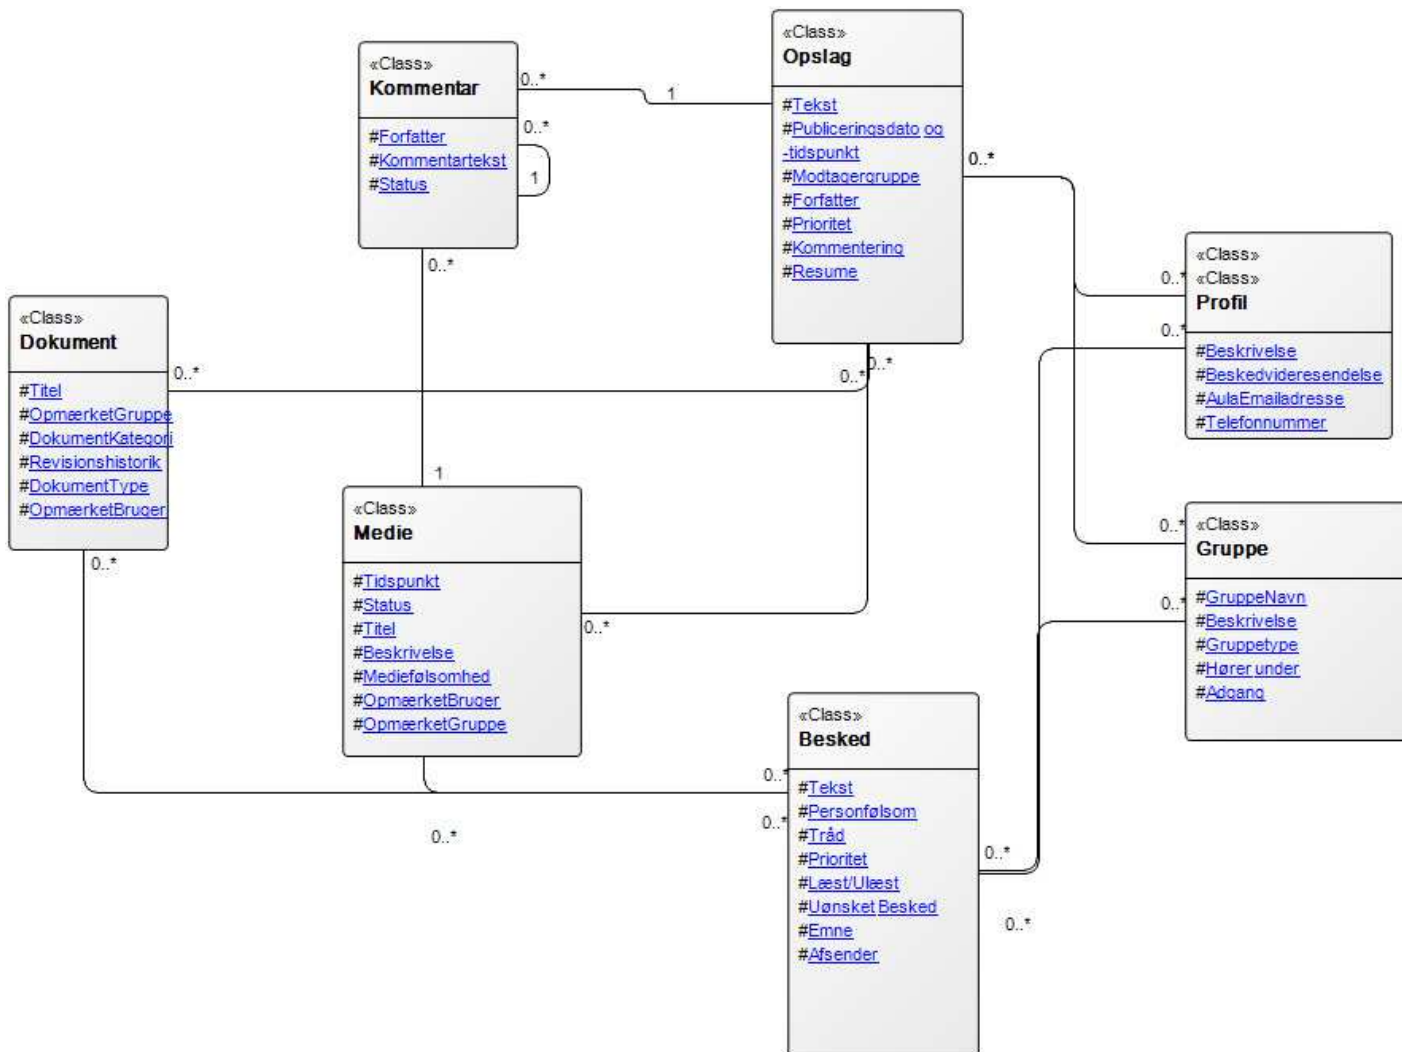 «Class»
Opslag
#Tekst
#Publiceringsdato og
-tidspunkt
#Modtagergruppe
#Forfatter
#Prioritet
#Kommentering
#Resume
«Class»
Kommentar
#Forfatter
#Kommentartekst
#Status
0..*
1
0..*
1
0..*
0..*
«Class»
«Class»
Profil
#Beskrivelse
#Beskedvideresendelse
#AulaEmailadresse
#Telefonnummer
0..*
0..*
«Class»
Dokument
#Titel
#OpmærketGruppe
#DokumentKategori
#Revisionshistorik
#DokumentType
#OpmærketBruger
0..*
0..*
0..*
0..*
1
«Class»
Medie
#Tidspunkt
#Status
#Titel
#Beskrivelse
#Mediefølsomhed
#OpmærketBruger
#OpmærketGruppe
0..*
«Class»
Gruppe
#GruppeNavn
#Beskrivelse
#Gruppetype
#Hører under
#Adgang
0..*
0..*
«Class»
Besked
#Tekst
#Personfølsom
#Tråd
#Prioritet
#Læst/Ulæst
#Uønsket Besked
#Emne
#Afsender
0..*
0..*
0..*
0..*
0..*